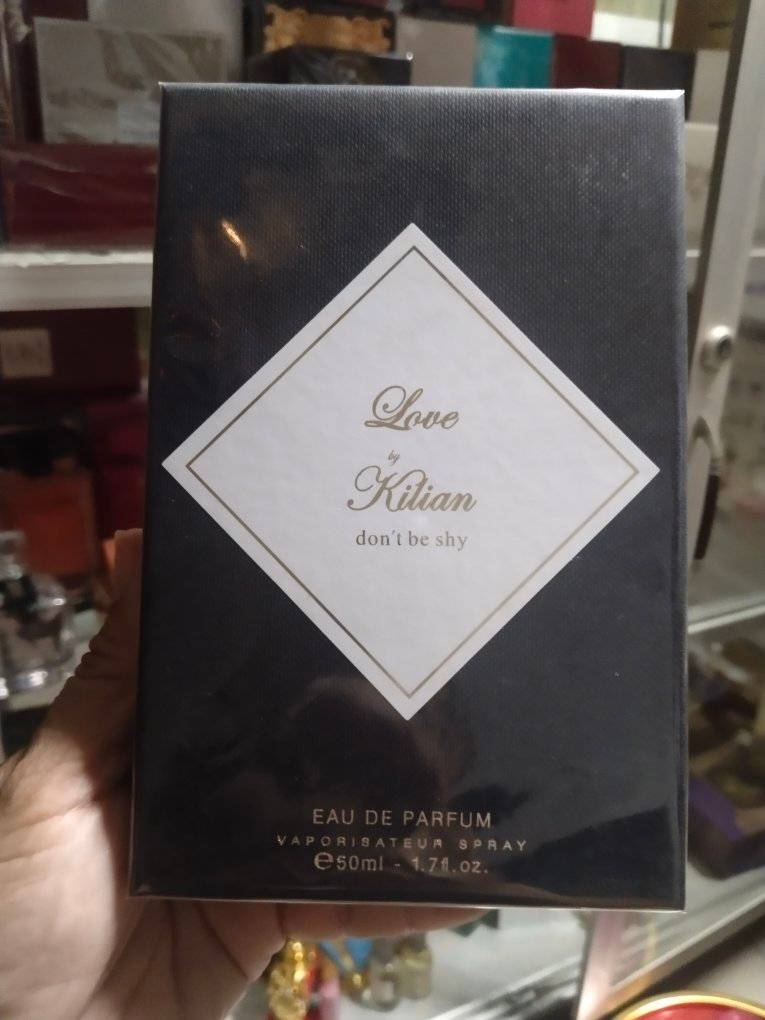 Love
by
Kilian
don't be shy
EAU DE PARFUM
VAPORISATEUR SPRAY
℮50ml - 1.7fl.oz.